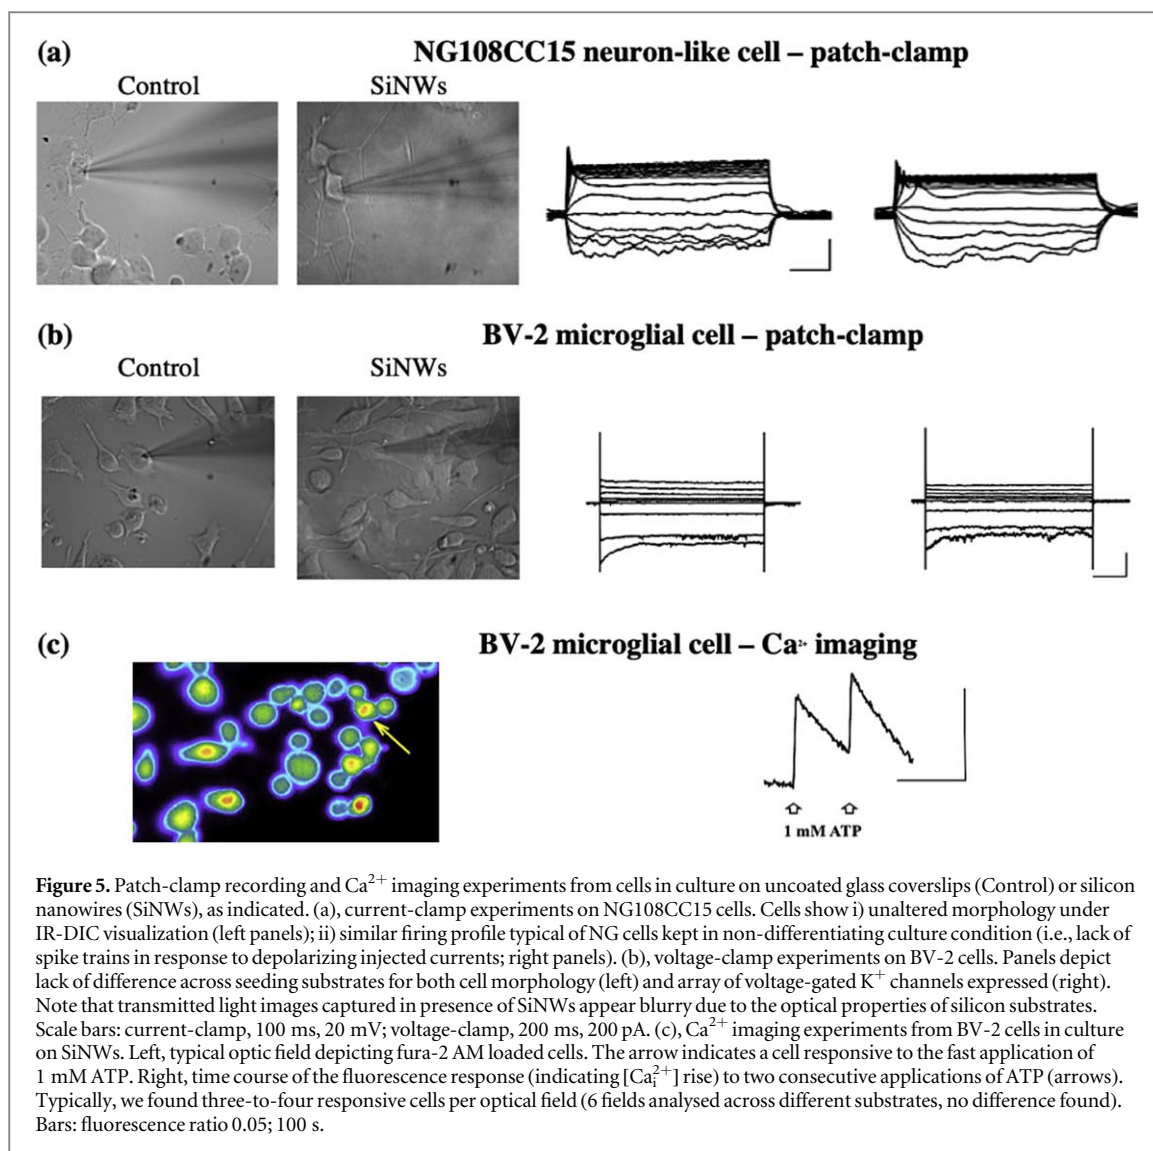 (a)
NG108CC15 neuron-like cell – patch-clamp
Control
SiNWs
(b)
BV-2 microglial cell – patch-clamp
Control
SiNWs
(c)
BV-2 microglial cell – Ca²⁺ imaging
1 mM ATP
Figure 5. Patch-clamp recording and Ca²⁺ imaging experiments from cells in culture on uncoated glass coverslips (Control) or silicon
nanowires (SiNWs), as indicated. (a), current-clamp experiments on NG108CC15 cells. Cells show i) unaltered morphology under
IR-DIC visualization (left panels); ii) similar firing profile typical of NG cells kept in non-differentiating culture condition (i.e., lack of
spike trains in response to depolarizing injected currents; right panels). (b), voltage-clamp experiments on BV-2 cells. Panels depict
lack of difference across seeding substrates for both cell morphology (left) and array of voltage-gated K⁺ channels expressed (right).
Note that transmitted light images captured in presence of SiNWs appear blurry due to the optical properties of silicon substrates.
Scale bars: current-clamp, 100 ms, 20 mV; voltage-clamp, 200 ms, 200 pA. (c), Ca²⁺ imaging experiments from BV-2 cells in culture
on SiNWs. Left, typical optic field depicting fura-2 AM loaded cells. The arrow indicates a cell responsive to the fast application of
1 mM ATP. Right, time course of the fluorescence response (indicating [Caᵢ²⁺] rise) to two consecutive applications of ATP (arrows).
Typically, we found three-to-four responsive cells per optical field (6 fields analysed across different substrates, no difference found).
Bars: fluorescence ratio 0.05; 100 s.